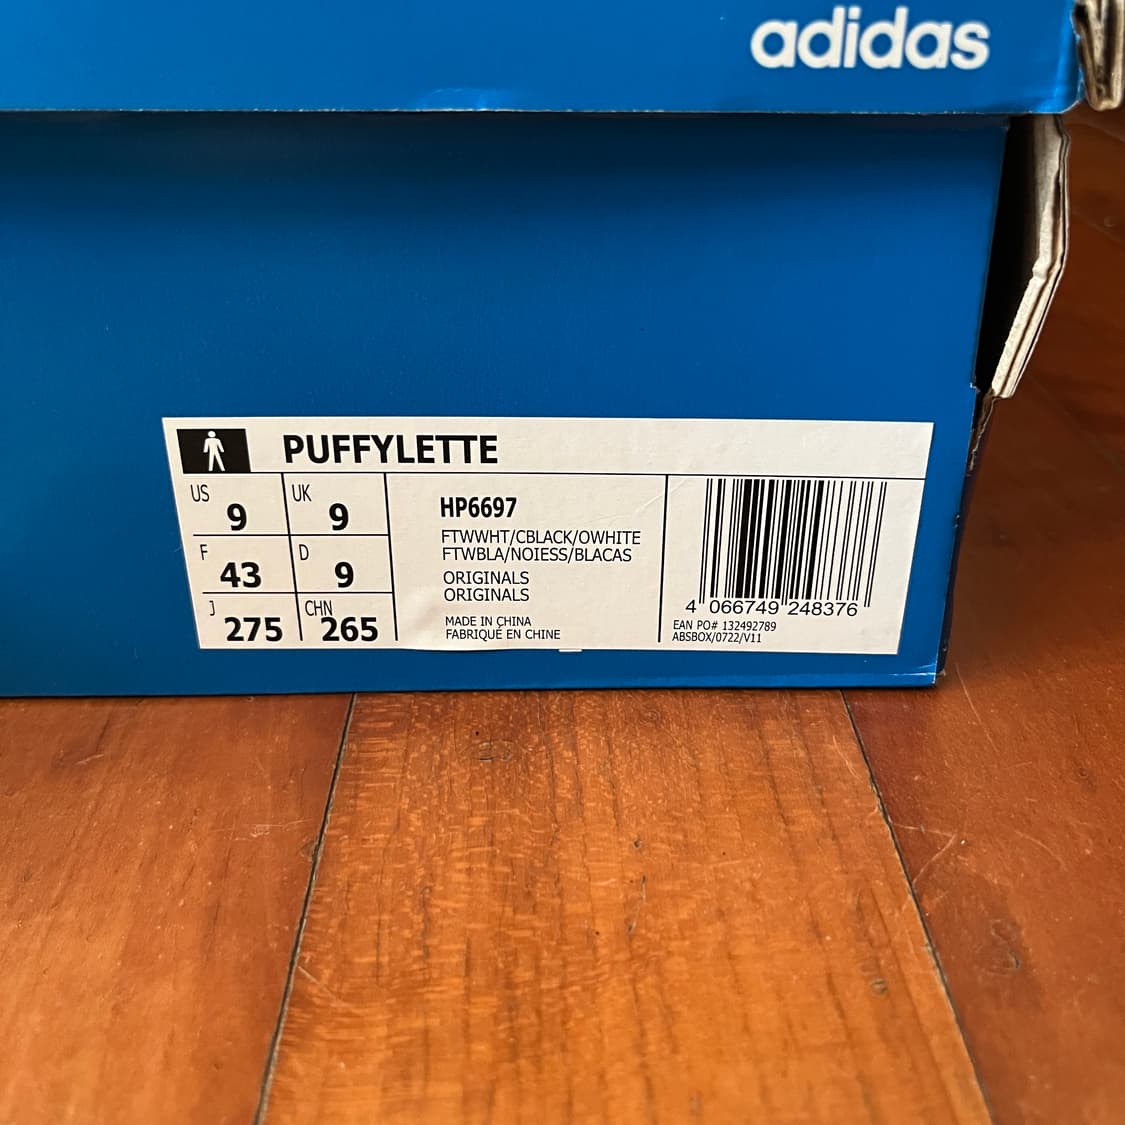 adidas
PUFFYLETTE
US 9 UK 9
F 43 D 9
J 275 CHN 265
HP6697
FTWWHT/CBLACK/OWHITE
FTWBLA/NOIESS/BLACAS
ORIGINALS
ORIGINALS
MADE IN CHINA
FABRIQUÉ EN CHINE
4 066749 248376
EAN PO# 132492789
ABSBOX/0722/V11